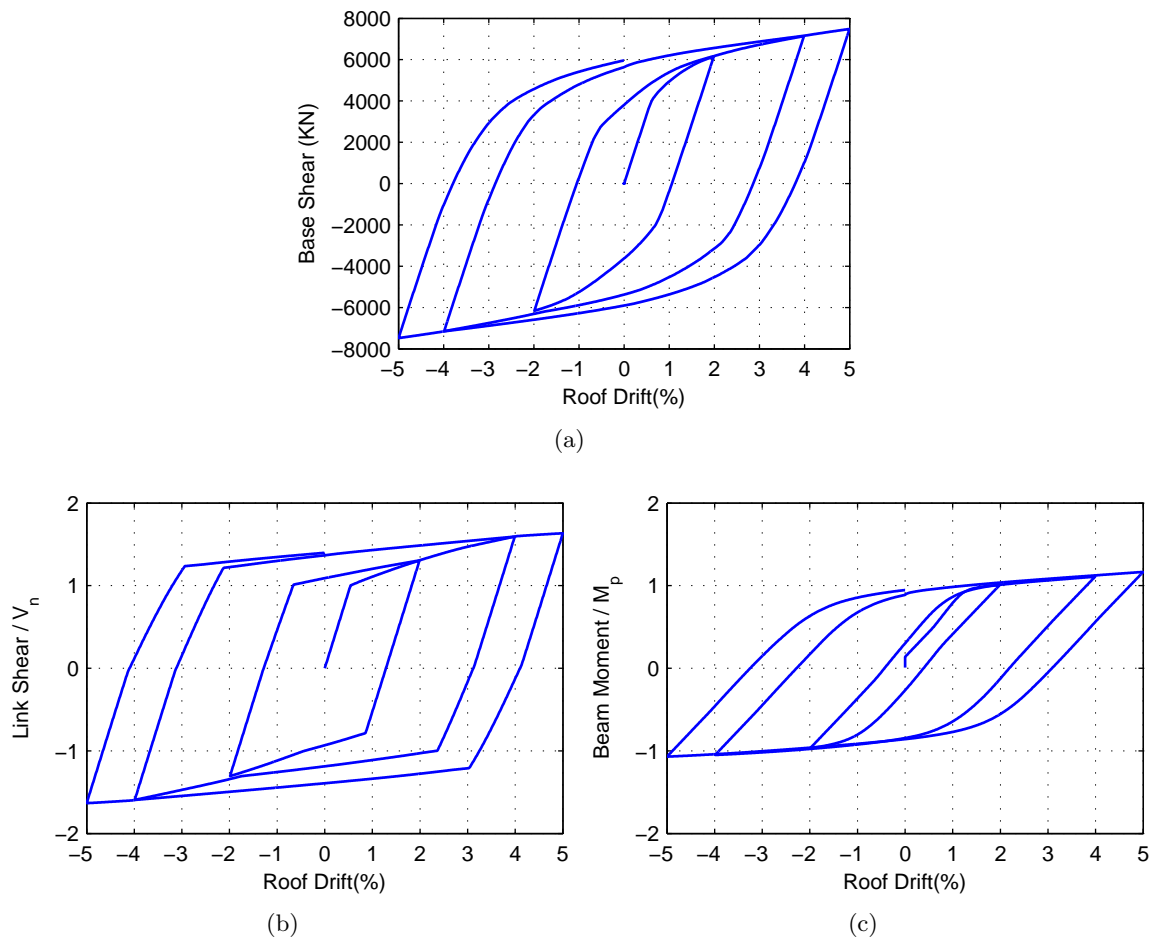 8000
6000
4000
2000
0
−2000
−4000
−6000
−8000
Base Shear (KN)
−5 −4 −3 −2 −1 0 1 2 3 4 5
Roof Drift(%)
(a)
2
1
0
−1
−2
Link Shear / Vn
−5 −4 −3 −2 −1 0 1 2 3 4 5
Roof Drift(%)
(b)
2
1
0
−1
−2
Beam Moment / Mp
−5 −4 −3 −2 −1 0 1 2 3 4 5
Roof Drift(%)
(c)